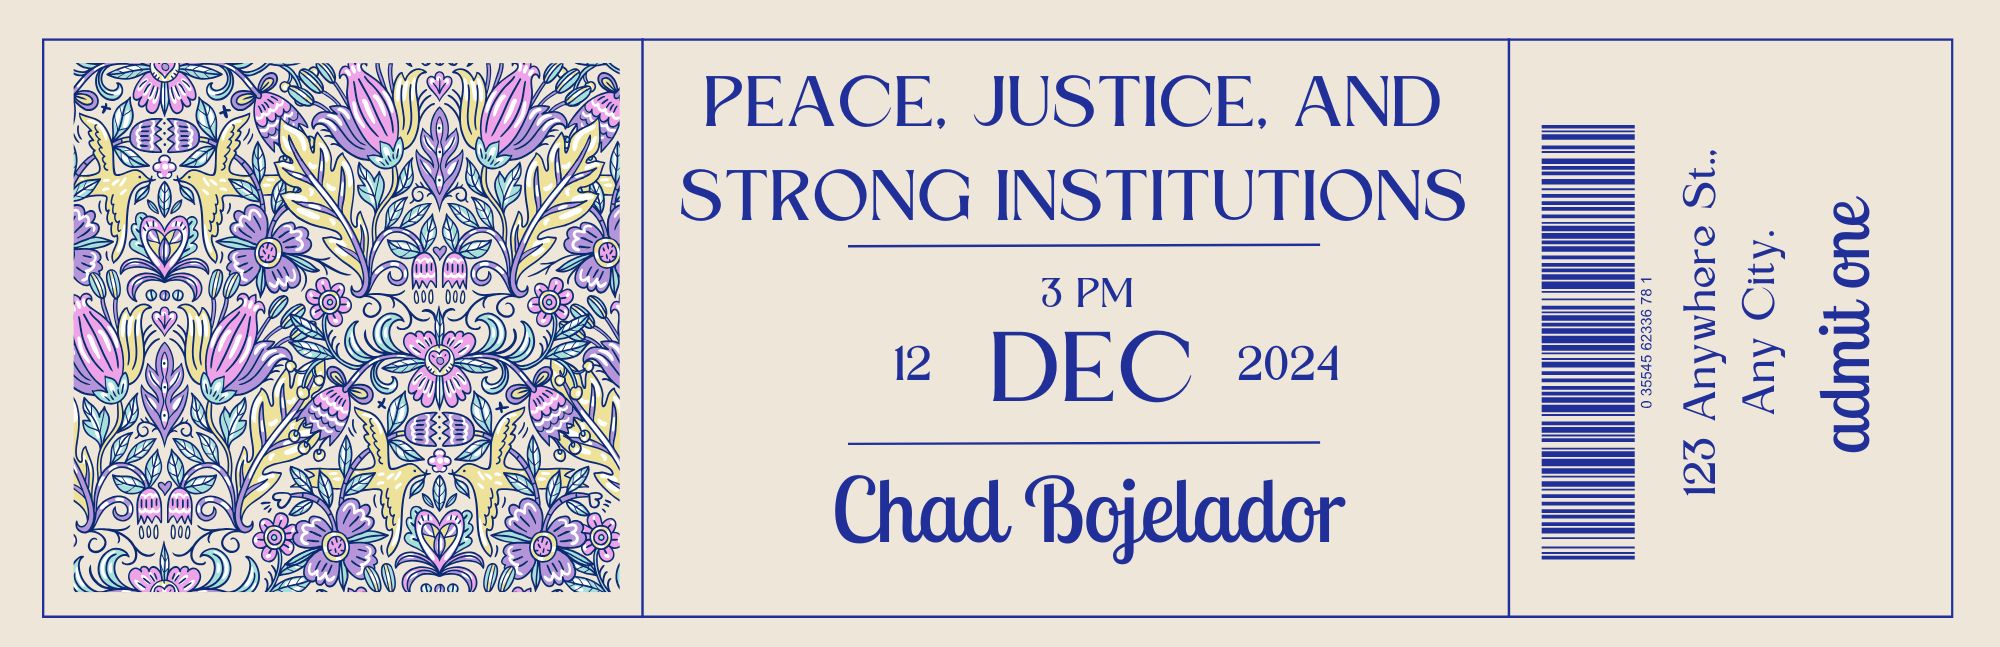 PEACE, JUSTICE, AND
STRONG INSTITUTIONS
3 PM
12 DEC 2024
Chad Bojelador
0 35545 62336 78 1
123 Anywhere St.,
Any City.
admit one